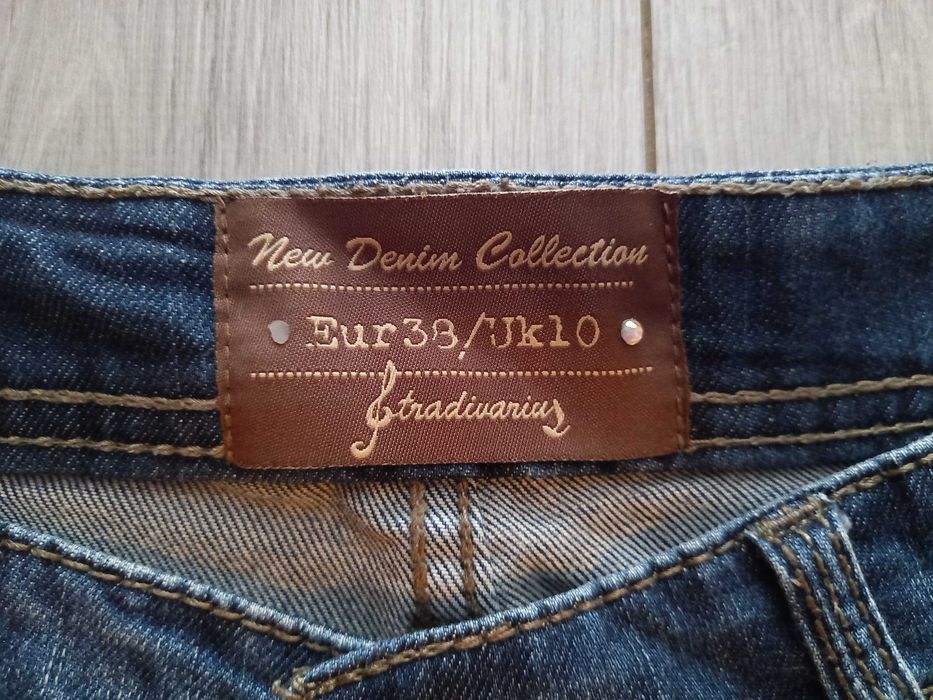 New Denim Collection
Eur38/Uk10
Stradivarius